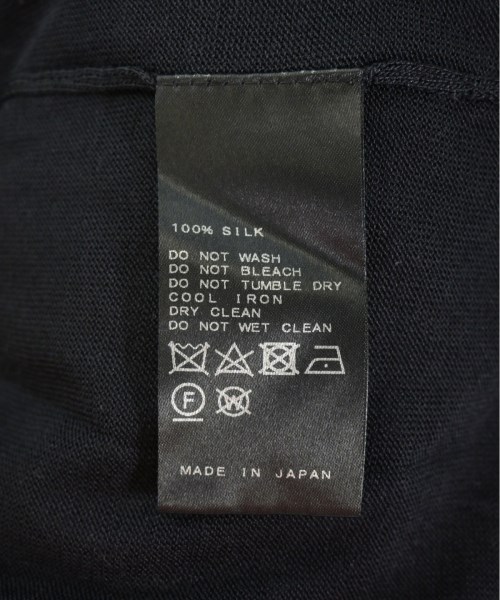 100% SILK
DO NOT WASH
DO NOT BLEACH
DO NOT TUMBLE DRY
COOL IRON
DRY CLEAN
DO NOT WET CLEAN
F W
MADE IN JAPAN